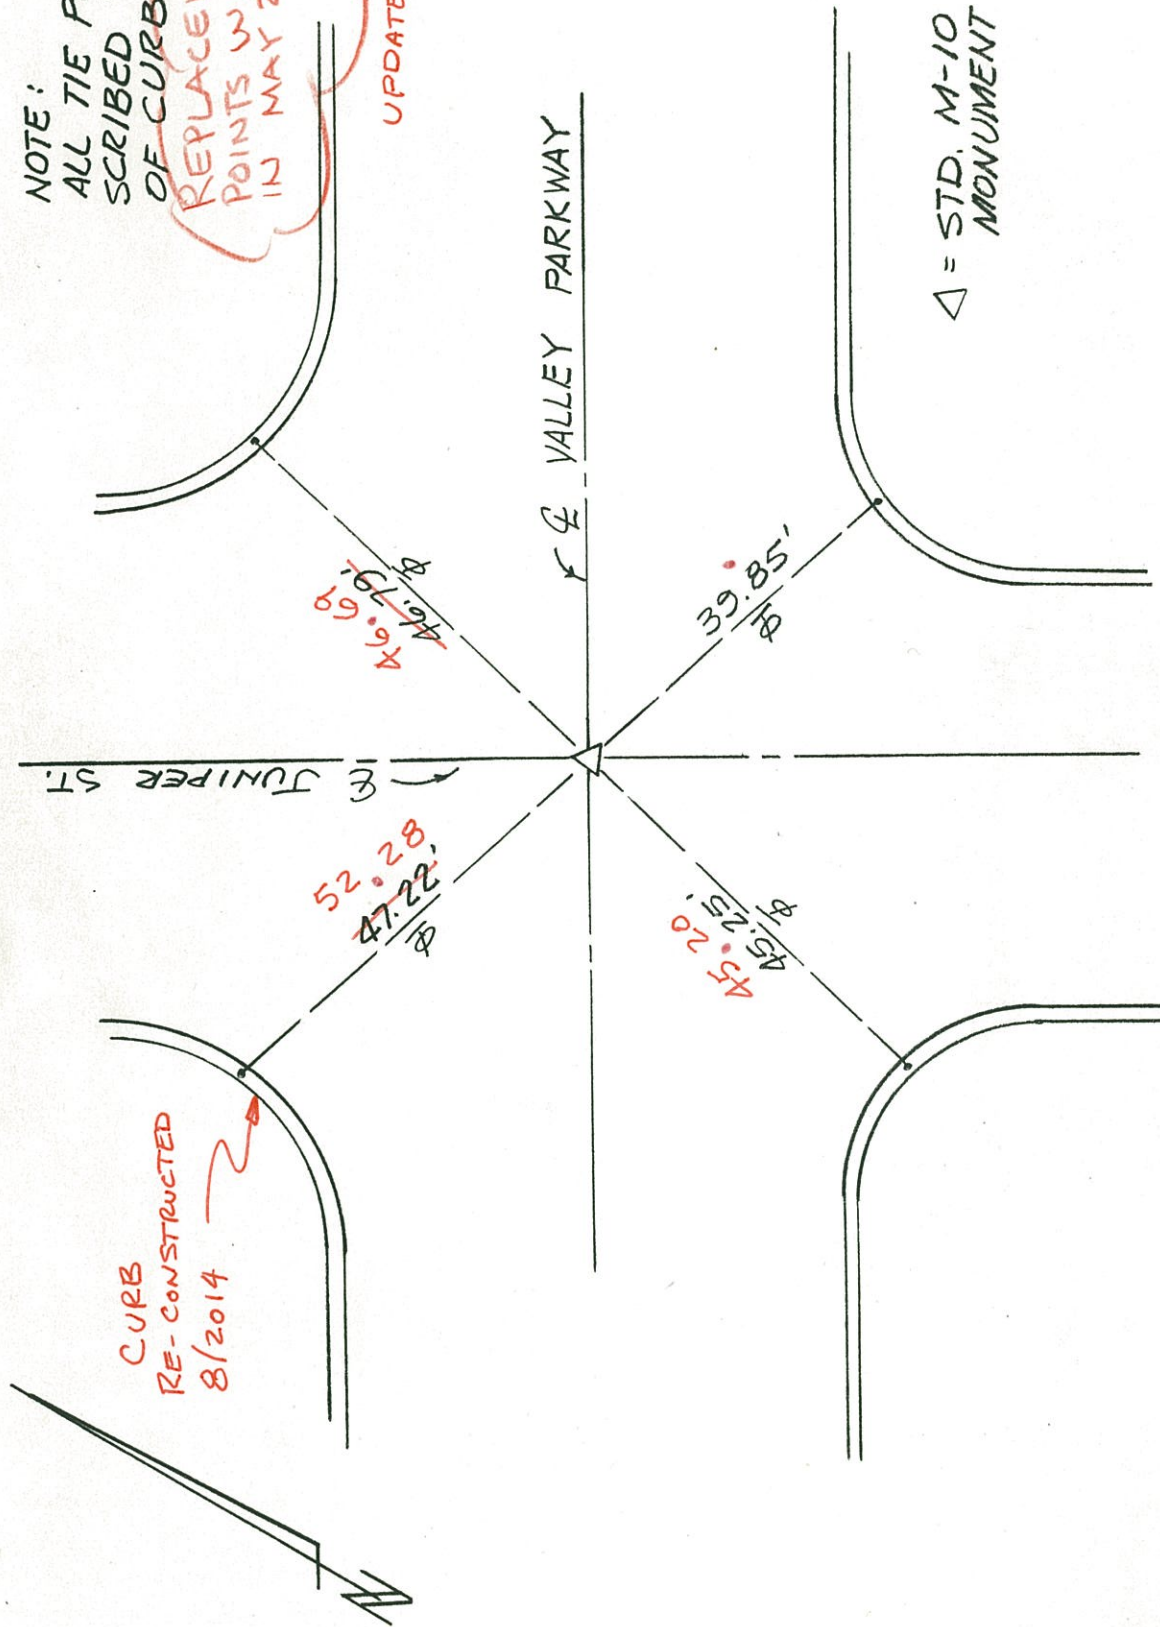 NOTE:
ALL TIE P
SCRIBED
OF CURB
REPLACE
POINTS 3
IN MAY 2
UPDATE
46.69
46.79'
℄ VALLEY PARKWAY
39.85'
△ = STD. M-10
MONUMENT
JUNIPER ST. ℄
52.28
47.22'
45.20
45.25'
CURB
RE-CONSTRUCTED
8/2014
N